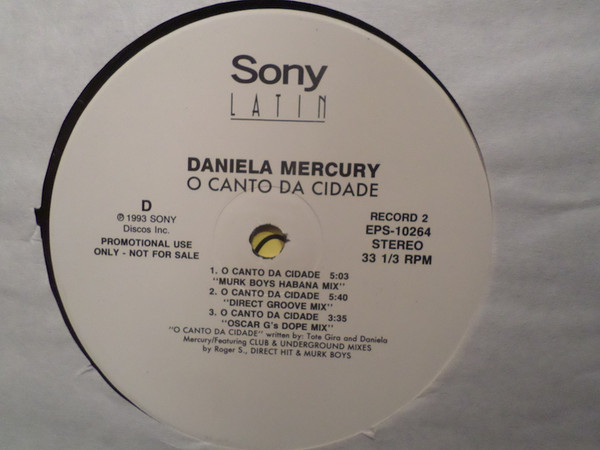 Sony
LATIN
DANIELA MERCURY
O CANTO DA CIDADE
D
℗ 1993 SONY
Discos Inc.
PROMOTIONAL USE
ONLY - NOT FOR SALE
RECORD 2
EPS-10264
STEREO
33 1/3 RPM
1. O CANTO DA CIDADE 5:03
"MURK BOYS HABANA MIX"
2. O CANTO DA CIDADE 5:40
"DIRECT GROOVE MIX"
3. O CANTO DA CIDADE 3:35
"OSCAR G's DOPE MIX"
"O CANTO DA CIDADE" written by: Tote Gira and Daniela
Mercury/Featuring CLUB & UNDERGROUND MIXES
by Roger S., DIRECT HIT & MURK BOYS